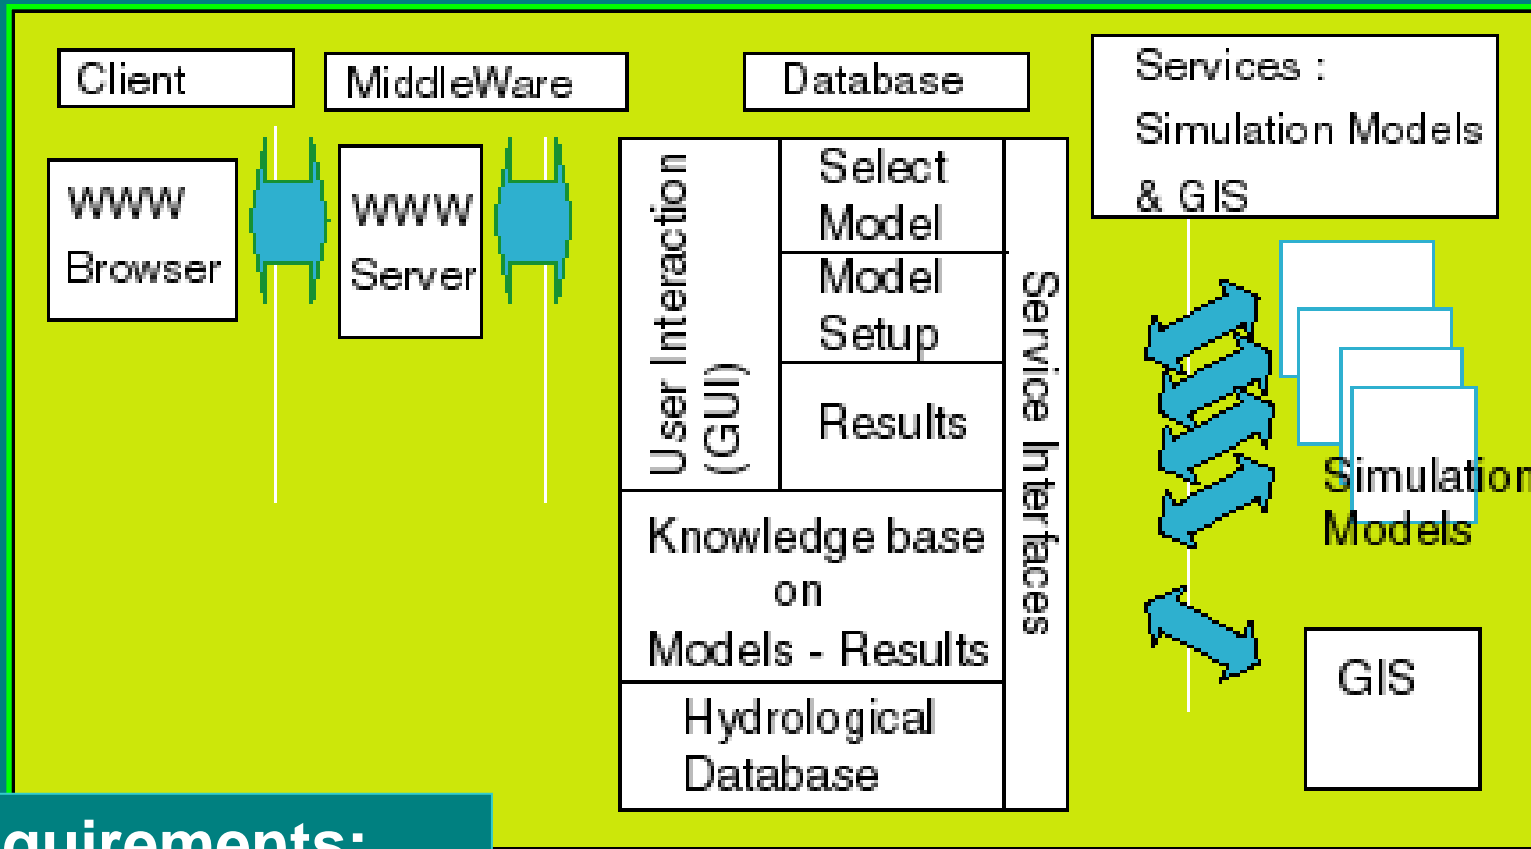 Client
MiddleWare
Database
Services :
Simulation Models
& GIS
WWW
Browser
WWW
Server
User Interaction
(GUI)
Select
Model
Model
Setup
Results
Service Interfaces
Knowledge base
on
Models - Results
Hydrological
Database
Simulation
Models
GIS
quirements: